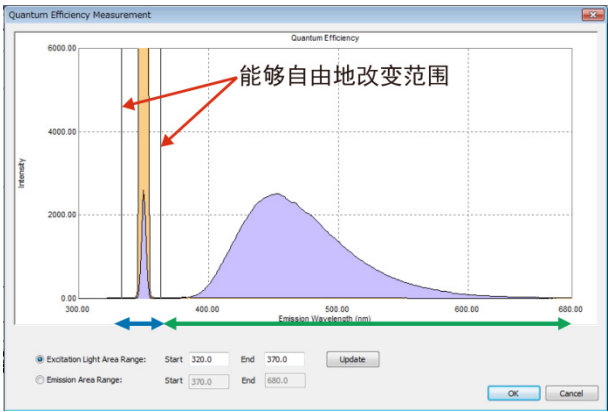 Quantum Efficiency Measurement
Quantum Efficiency
6000.00
能够自由地改变范围
4000.00
Intensity
2000.00
0.00
300.00 400.00 500.00 600.00 680.00
Emission Wavelength (nm)
Excitation Light Area Range: Start 320.0 End 370.0 Update
Emission Area Range: Start 370.0 End 680.0
OK Cancel